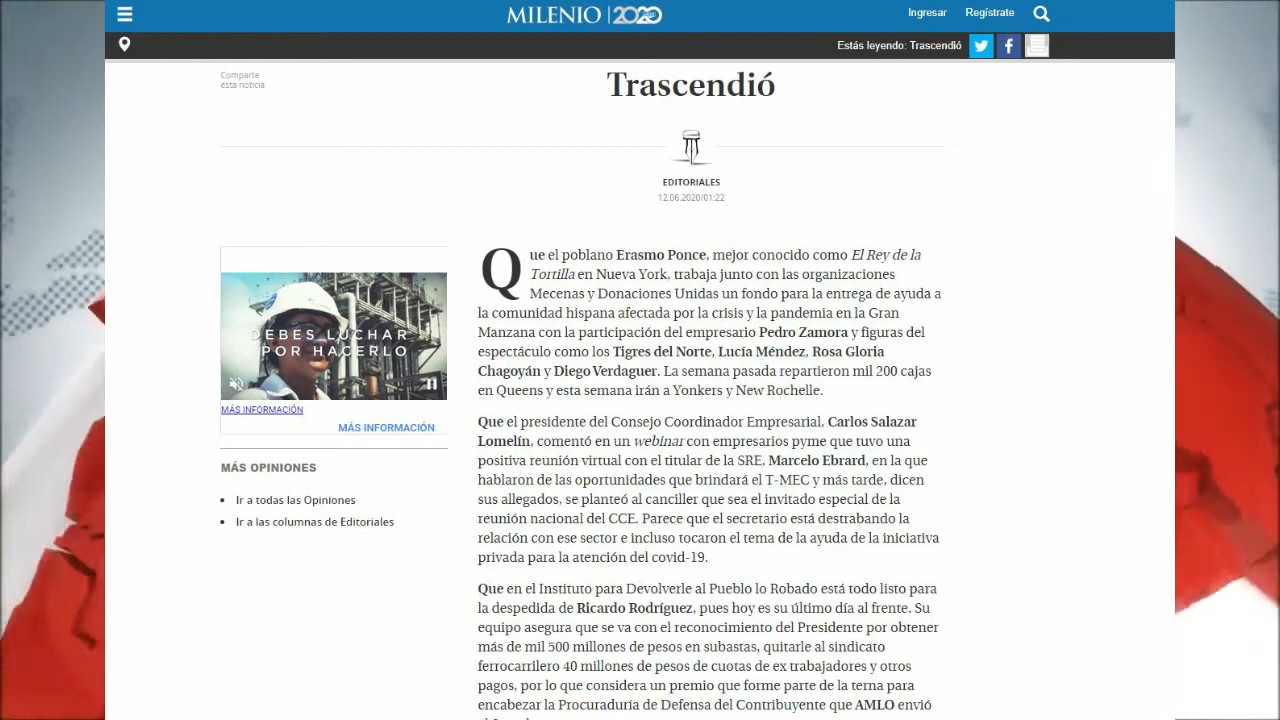 MILENIO 2020
Ingresar
Regístrate
Estás leyendo: Trascendió
Comparte
esta noticia
Trascendió
EDITORIALES
12.06.2020/01:22
DEBES LUCHAR
POR HACERLO
MÁS INFORMACIÓN
MÁS INFORMACIÓN
MÁS OPINIONES
Ir a todas las Opiniones
Ir a las columnas de Editoriales
Que el poblano Erasmo Ponce, mejor conocido como El Rey de la
Tortilla en Nueva York, trabaja junto con las organizaciones
Mecenas y Donaciones Unidas un fondo para la entrega de ayuda a
la comunidad hispana afectada por la crisis y la pandemia en la Gran
Manzana con la participación del empresario Pedro Zamora y figuras del
espectáculo como los Tigres del Norte, Lucía Méndez, Rosa Gloria
Chagoyán y Diego Verdaguer. La semana pasada repartieron mil 200 cajas
en Queens y esta semana irán a Yonkers y New Rochelle.
Que el presidente del Consejo Coordinador Empresarial, Carlos Salazar
Lomelín, comentó en un webinar con empresarios pyme que tuvo una
positiva reunión virtual con el titular de la SRE, Marcelo Ebrard, en la que
hablaron de las oportunidades que brindará el T-MEC y más tarde, dicen
sus allegados, se planteó al canciller que sea el invitado especial de la
reunión nacional del CCE. Parece que el secretario está destrabando la
relación con ese sector e incluso tocaron el tema de la ayuda de la iniciativa
privada para la atención del covid-19.
Que en el Instituto para Devolverle al Pueblo lo Robado está todo listo para
la despedida de Ricardo Rodríguez, pues hoy es su último día al frente. Su
equipo asegura que se va con el reconocimiento del Presidente por obtener
más de mil 500 millones de pesos en subastas, quitarle al sindicato
ferrocarrilero 40 millones de pesos de cuotas de ex trabajadores y otros
pagos, por lo que considera un premio que forme parte de la terna para
encabezar la Procuraduría de Defensa del Contribuyente que AMLO envió